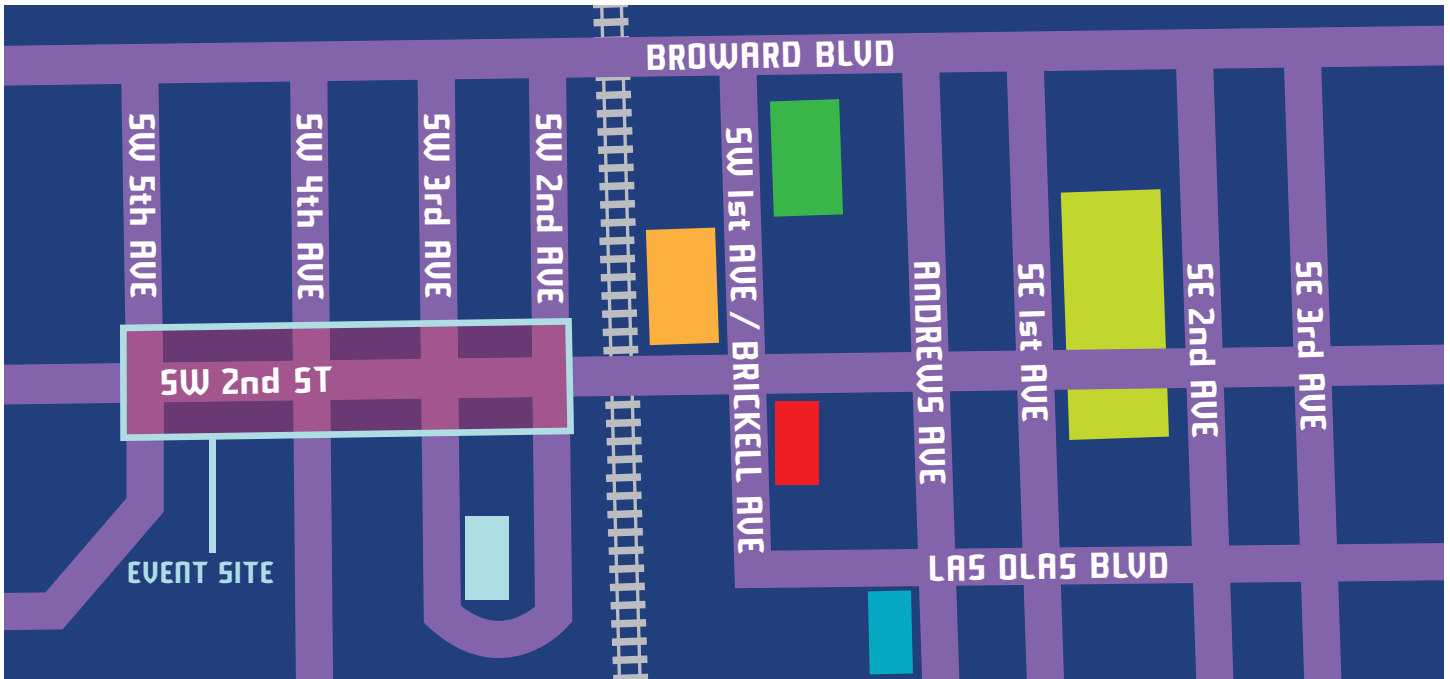 BROWARD BLVD
SW 5th AVE
SW 4th AVE
SW 3rd AVE
SW 2nd AVE
SW 1st AVE / BRICKELL AVE
ANDREWS AVE
SE 1st AVE
SE 2nd AVE
SE 3rd AVE
SW 2nd ST
EVENT SITE
LAS OLAS BLVD